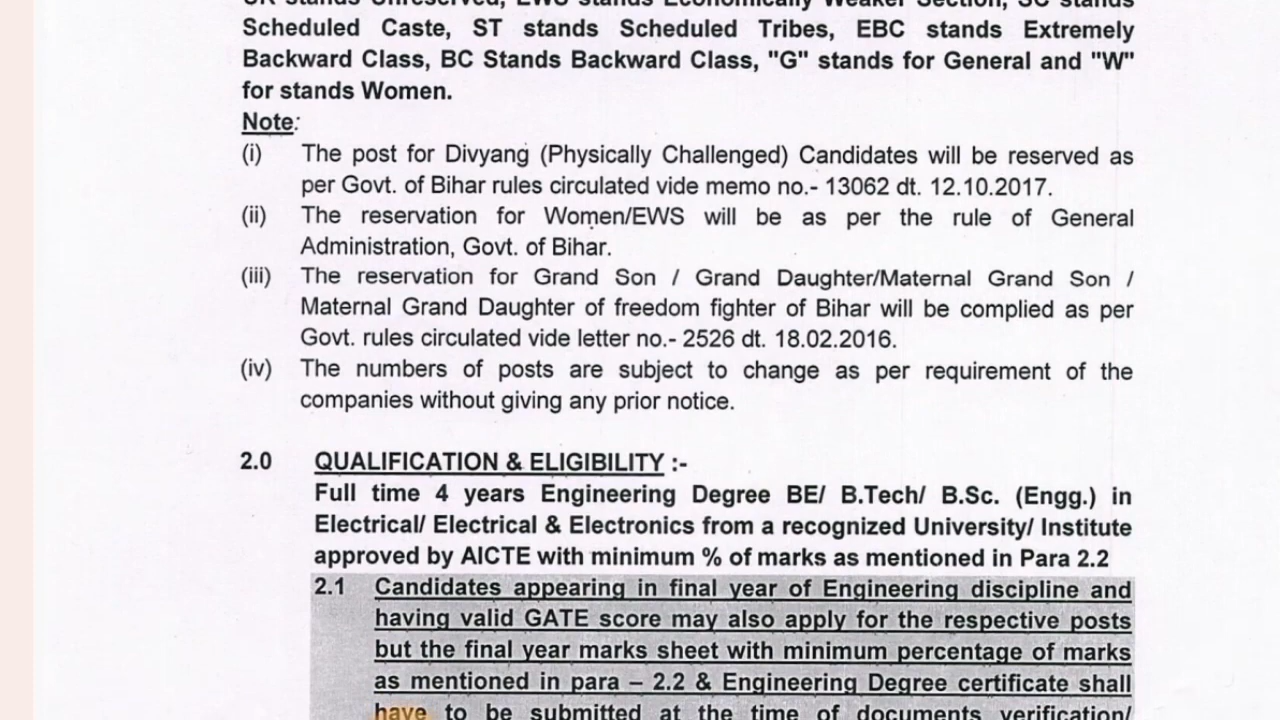 UR stands Unreserved, EWS stands Economically Weaker Section, SC stands
Scheduled Caste, ST stands Scheduled Tribes, EBC stands Extremely
Backward Class, BC Stands Backward Class, "G" stands for General and "W"
for stands Women.
Note:
(i) The post for Divyang (Physically Challenged) Candidates will be reserved as
per Govt. of Bihar rules circulated vide memo no.- 13062 dt. 12.10.2017.
(ii) The reservation for Women/EWS will be as per the rule of General
Administration, Govt. of Bihar.
(iii) The reservation for Grand Son / Grand Daughter/Maternal Grand Son /
Maternal Grand Daughter of freedom fighter of Bihar will be complied as per
Govt. rules circulated vide letter no.- 2526 dt. 18.02.2016.
(iv) The numbers of posts are subject to change as per requirement of the
companies without giving any prior notice.
2.0 QUALIFICATION & ELIGIBILITY :-
Full time 4 years Engineering Degree BE/ B.Tech/ B.Sc. (Engg.) in
Electrical/ Electrical & Electronics from a recognized University/ Institute
approved by AICTE with minimum % of marks as mentioned in Para 2.2
2.1 Candidates appearing in final year of Engineering discipline and
having valid GATE score may also apply for the respective posts
but the final year marks sheet with minimum percentage of marks
as mentioned in para – 2.2 & Engineering Degree certificate shall
have to be submitted at the time of documents verification/